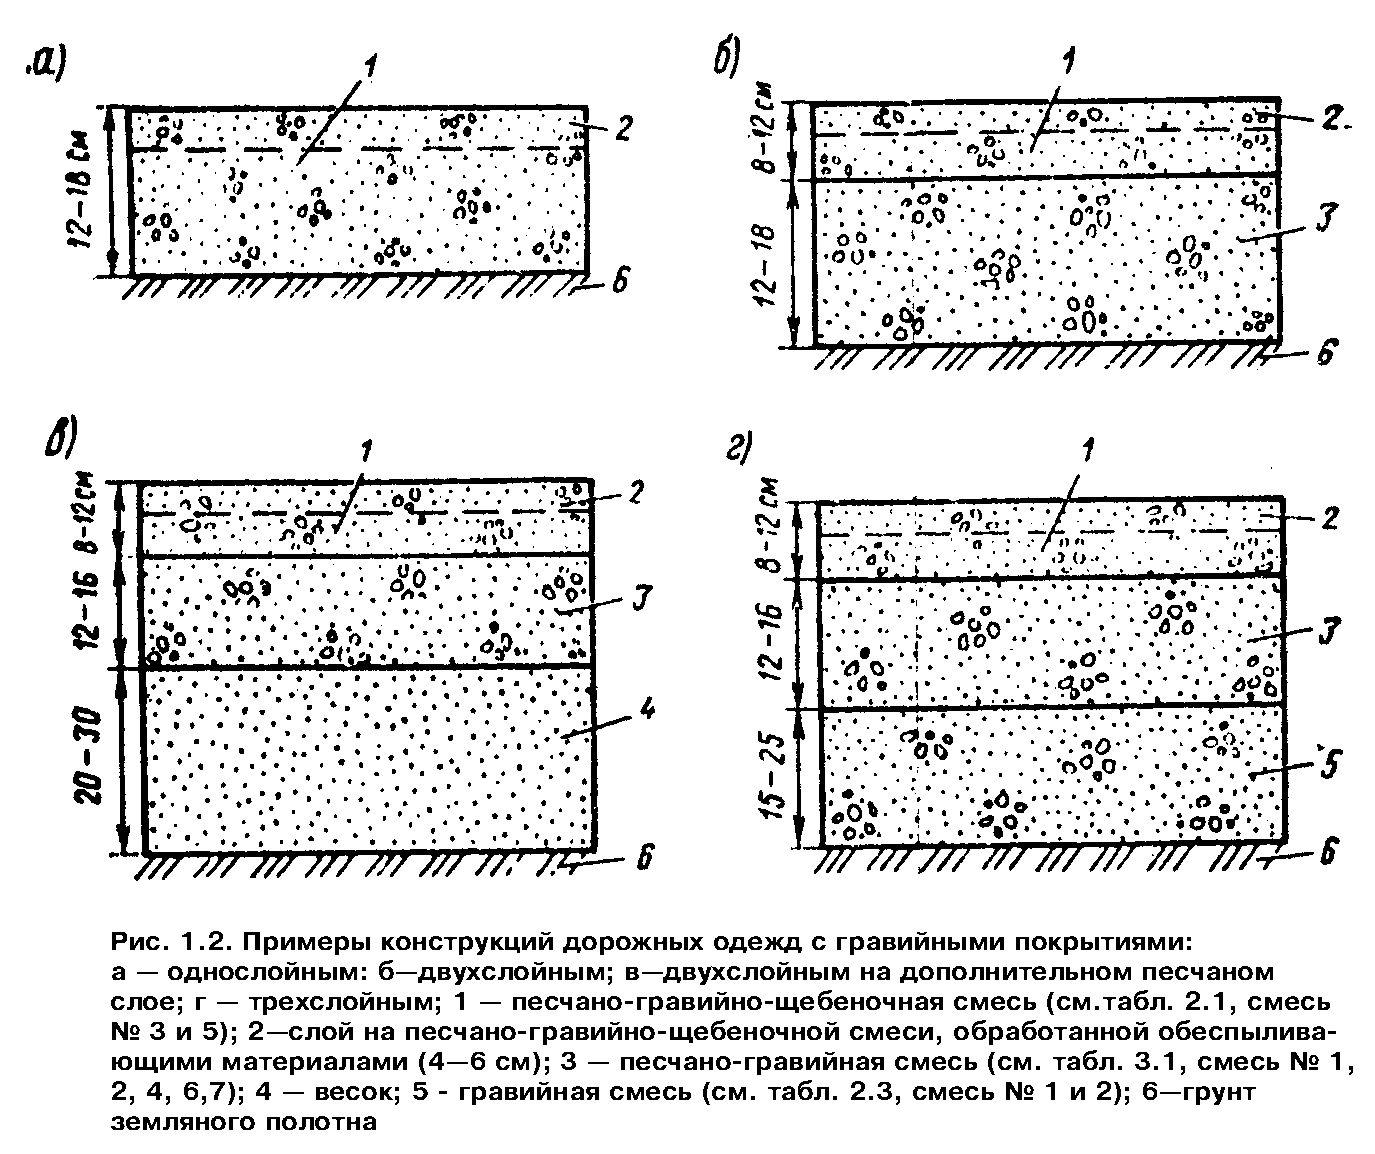 а)
1
2
12–18 см
6
б)
1
8–12 см
2
3
12–18
6
в)
1
8–12 см
2
12–16
3
20–30
4
6
г)
1
8–12 см
2
12–16
3
15–25
5
6
Рис. 1.2. Примеры конструкций дорожных одежд с гравийными покрытиями:
а — однослойным: б—двухслойным; в—двухслойным на дополнительном песчаном
слое; г — трехслойным; 1 — песчано-гравийно-щебеночная смесь (см.табл. 2.1, смесь
№ 3 и 5); 2—слой на песчано-гравийно-щебеночной смеси, обработанной обеспылива-
ющими материалами (4—6 см); 3 — песчано-гравийная смесь (см. табл. 3.1, смесь № 1,
2, 4, 6,7); 4 — весок; 5 - гравийная смесь (см. табл. 2.3, смесь № 1 и 2); 6—грунт
земляного полотна